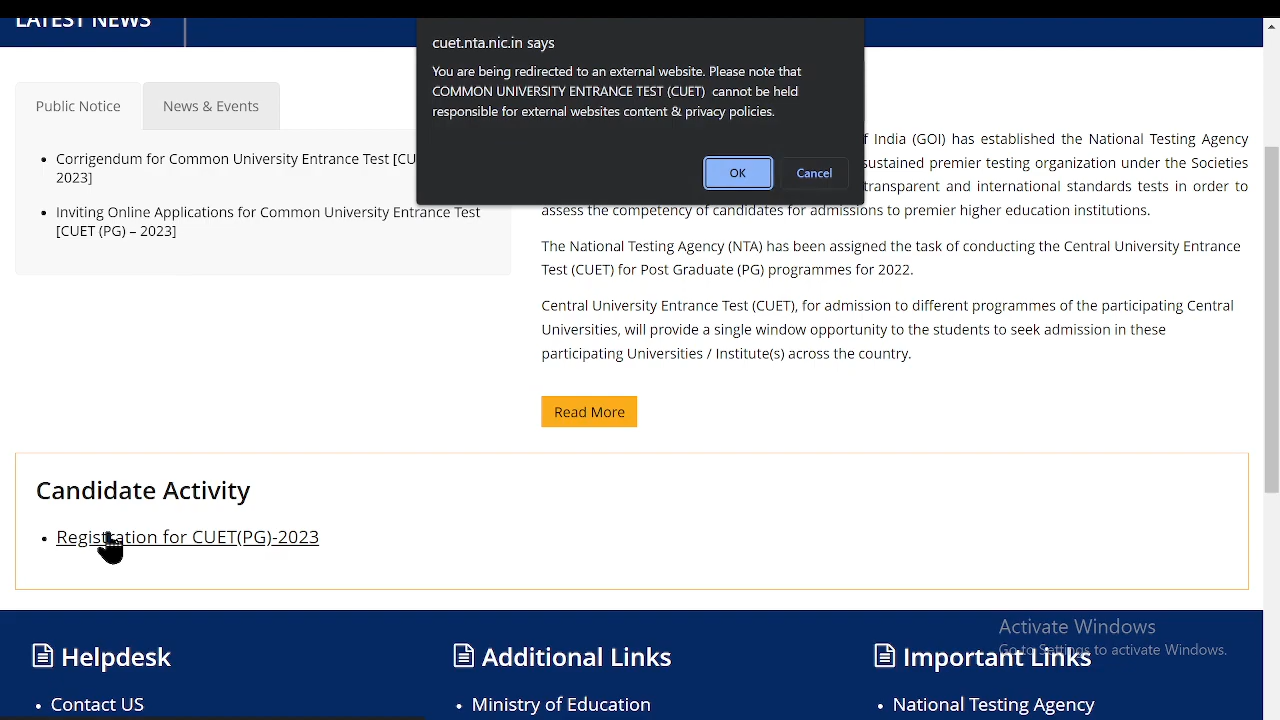 LATEST NEWS
cuet.nta.nic.in says
You are being redirected to an external website. Please note that
COMMON UNIVERSITY ENTRANCE TEST (CUET) cannot be held
responsible for external websites content & privacy policies.
OK
Cancel
Public Notice
News & Events
• Corrigendum for Common University Entrance Test [CU
2023]
• Inviting Online Applications for Common University Entrance Test
[CUET (PG) – 2023]
f India (GOI) has established the National Testing Agency
sustained premier testing organization under the Societies
transparent and international standards tests in order to
assess the competency of candidates for admissions to premier higher education institutions.
The National Testing Agency (NTA) has been assigned the task of conducting the Central University Entrance
Test (CUET) for Post Graduate (PG) programmes for 2022.
Central University Entrance Test (CUET), for admission to different programmes of the participating Central
Universities, will provide a single window opportunity to the students to seek admission in these
participating Universities / Institute(s) across the country.
Read More
Candidate Activity
• Registration for CUET(PG)-2023
Activate Windows
Go to Settings to activate Windows.
Helpdesk
Additional Links
Important Links
• Contact US
• Ministry of Education
• National Testing Agency